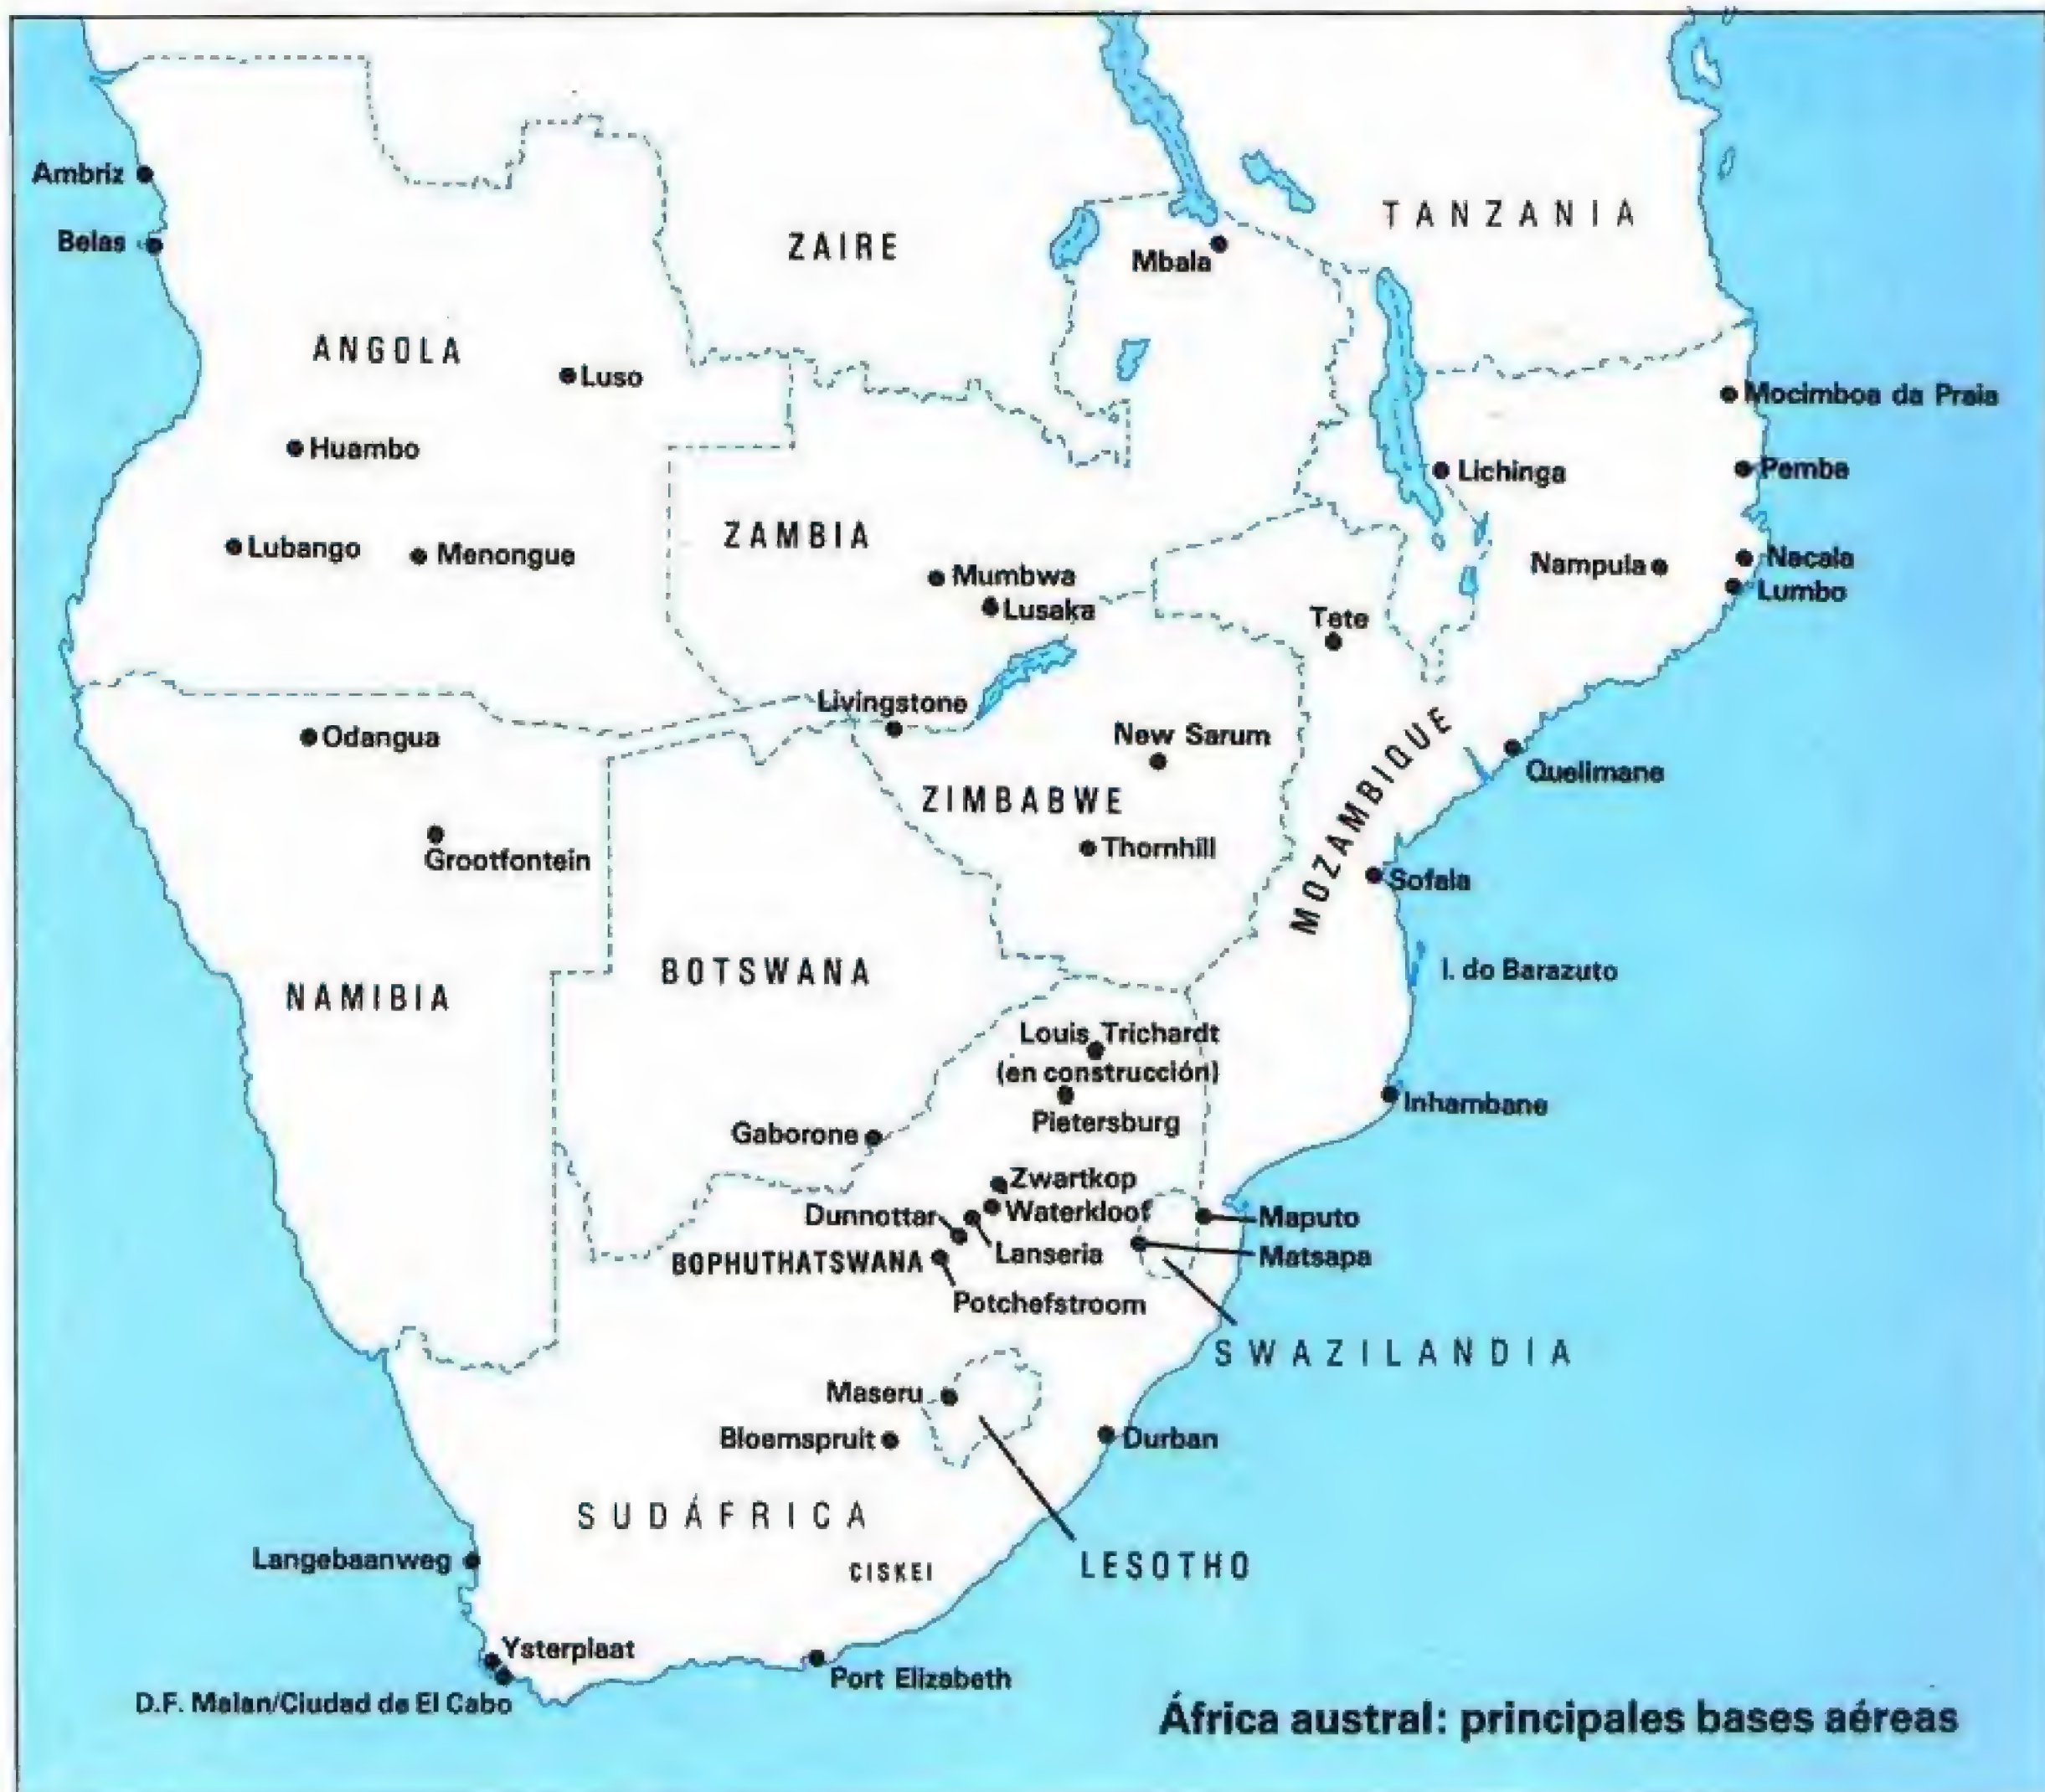 Ambriz
TANZANIA
Belas
ZAIRE
Mbala
ANGOLA
Luso
Mocimboa da Praia
Huambo
Lichinga
Pemba
ZAMBIA
Lubango
Menongue
Nacala
Nampula
Mumbwa
Lumbo
Lusaka
Tete
Livingstone
Odangua
New Sarum
MOZAMBIQUE
Quelimane
ZIMBABWE
Thornhill
Grootfontein
Sofala
BOTSWANA
I. do Barazuto
NAMIBIA
Louis Trichardt
(en construcción)
Inhambane
Pietersburg
Gaborone
Zwartkop
Waterkloof
Dunnottar
Maputo
Lanseria
Matsapa
BOPHUTHATSWANA
Potchefstroom
SWAZILANDIA
Maseru
Bloemspruit
Durban
SUDÁFRICA
Langebaanweg
LESOTHO
CISKEI
Ysterplaat
Port Elizabeth
D.F. Malan/Ciudad de El Cabo
África austral: principales bases aéreas